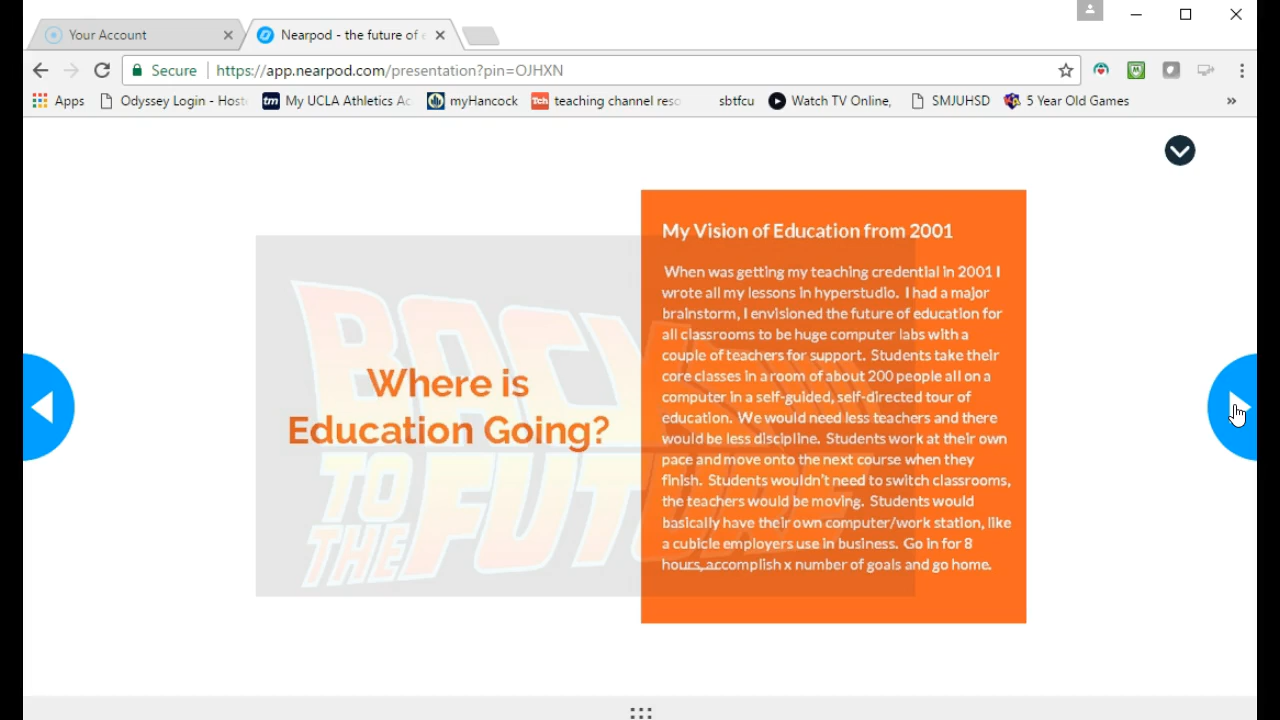 Your Account
Nearpod - the future of e
Secure
https://app.nearpod.com/presentation?pin=OJHXN
Apps
Odyssey Login - Host
tm
My UCLA Athletics Ac
myHancock
Tch
teaching channel reso
sbtfcu
Watch TV Online,
SMJUHSD
5 Year Old Games
»
BACK
TO
THE
FUTURE
Where is
Education Going?
My Vision of Education from 2001
When was getting my teaching credential in 2001 I
wrote all my lessons in hyperstudio. I had a major
brainstorm, I envisioned the future of education for
all classrooms to be huge computer labs with a
couple of teachers for support. Students take their
core classes in a room of about 200 people all on a
computer in a self-guided, self-directed tour of
education. We would need less teachers and there
would be less discipline. Students work at their own
pace and move onto the next course when they
finish. Students wouldn't need to switch classrooms,
the teachers would be moving. Students would
basically have their own computer/work station, like
a cubicle employers use in business. Go in for 8
hours, accomplish x number of goals and go home.